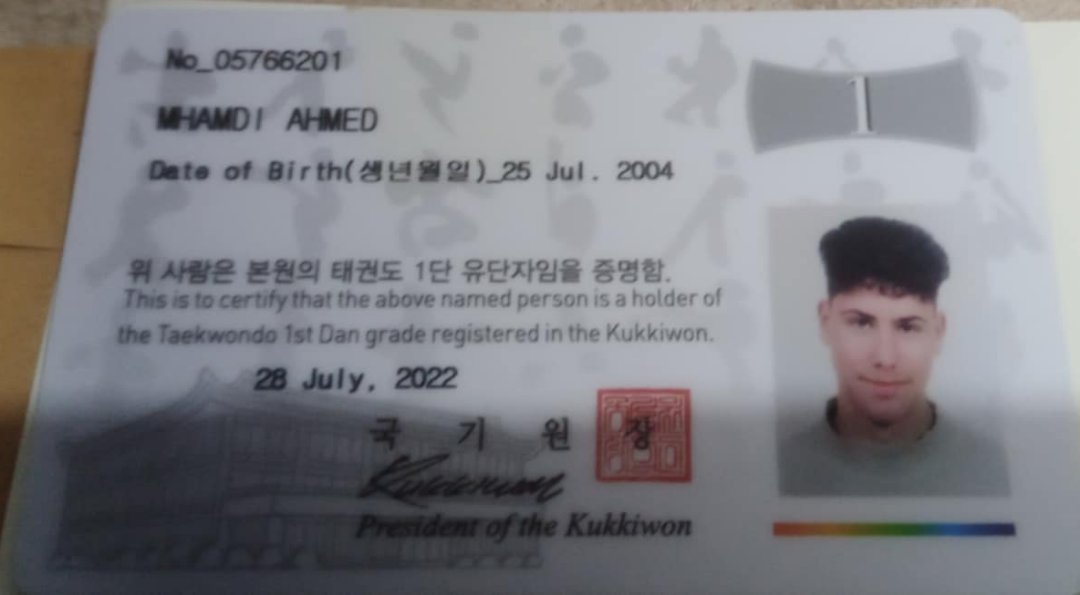 No_05766201
1
MHAMDI AHMED
Date of Birth(생년월일)_25 Jul. 2004
위 사람은 본원의 태권도 1단 유단자임을 증명함.
This is to certify that the above named person is a holder of
the Taekwondo 1st Dan grade registered in the Kukkiwon.
28 July, 2022
국 기 원 장
Kukkiwon
President of the Kukkiwon